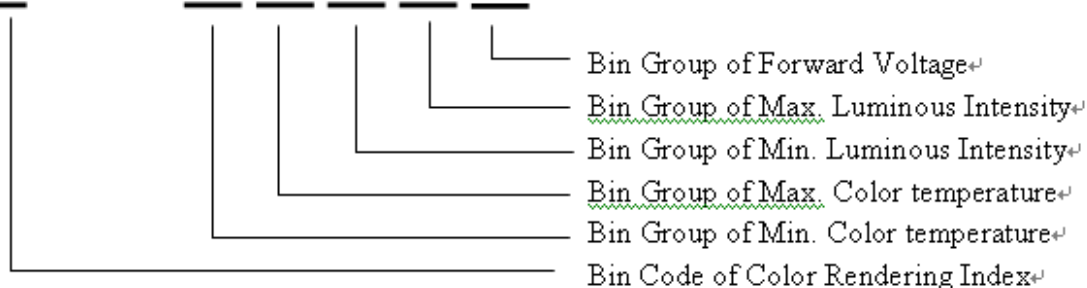 Bin Group of Forward Voltage↵
Bin Group of Max. Luminous Intensity↵
Bin Group of Min. Luminous Intensity↵
Bin Group of Max. Color temperature↵
Bin Group of Min. Color temperature↵
Bin Code of Color Rendering Index↵